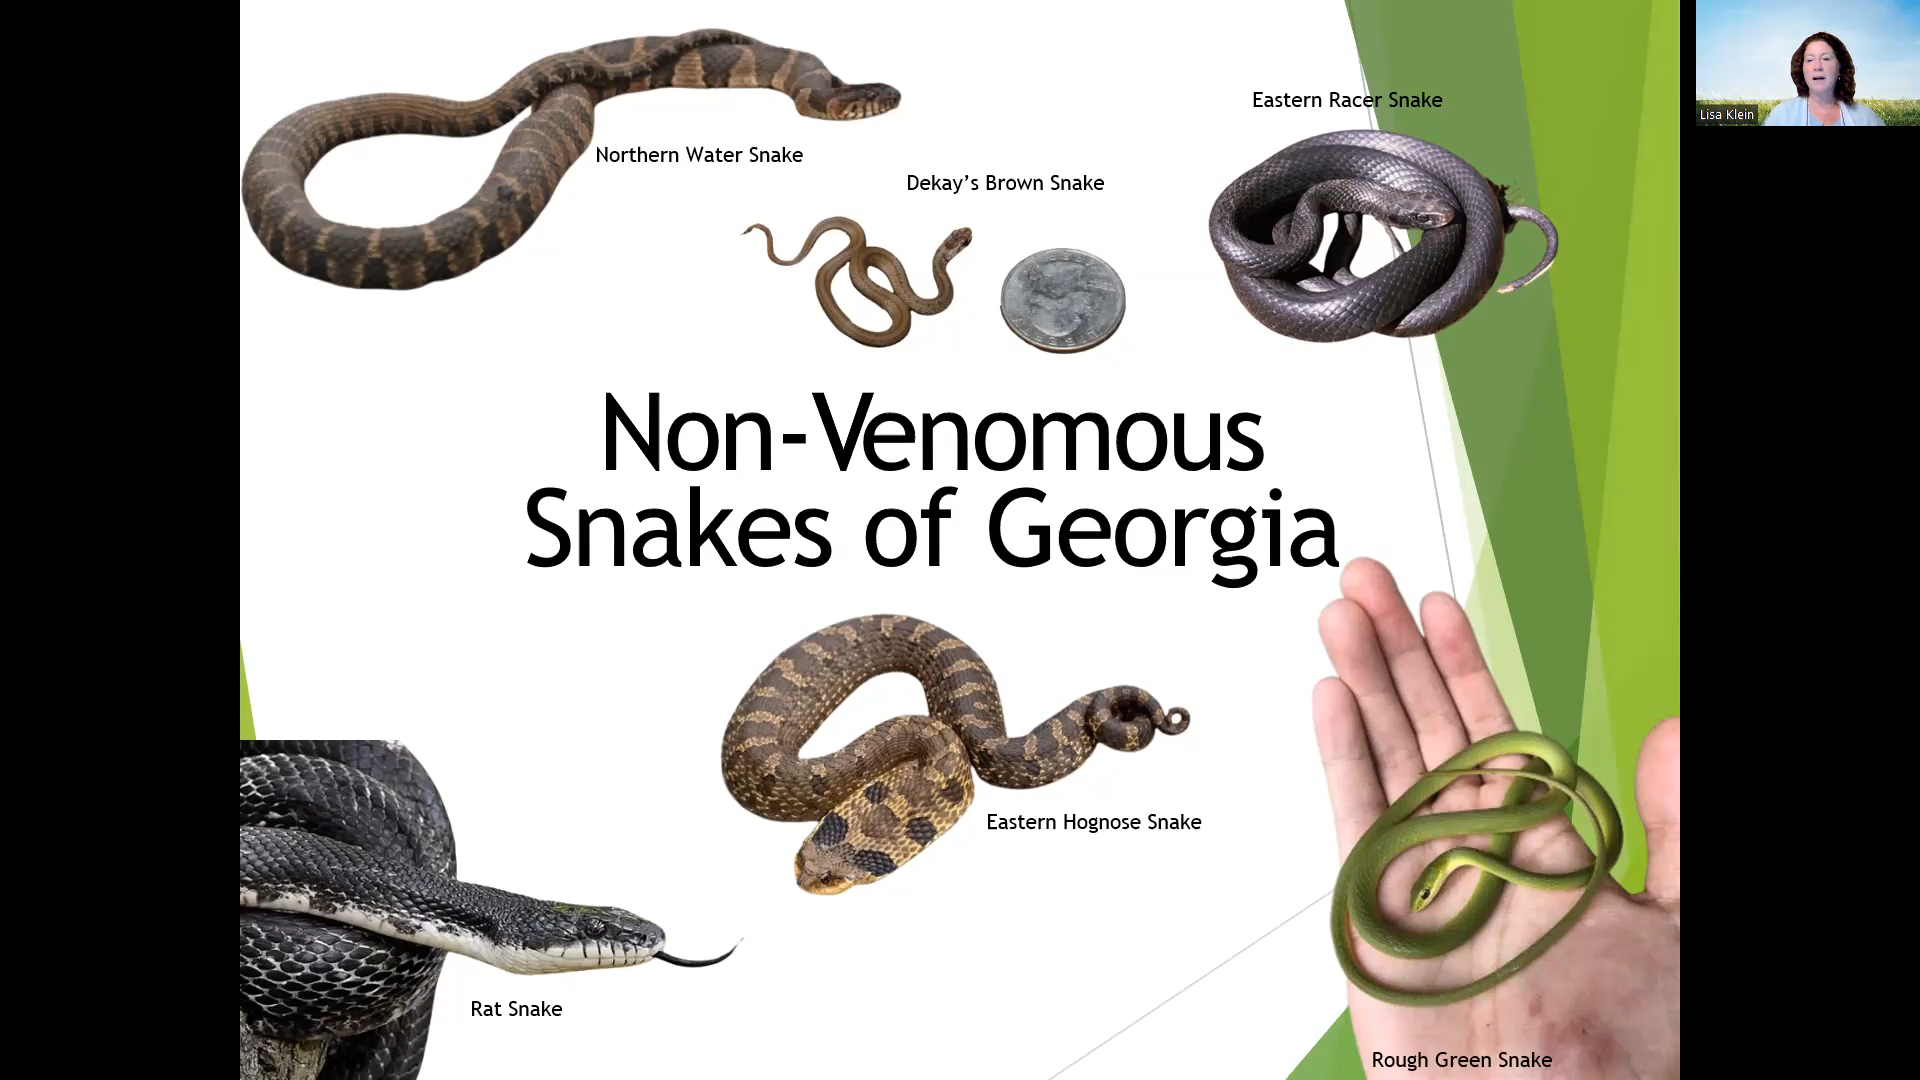 Eastern Racer Snake
Lisa Klein
Northern Water Snake
Dekay’s Brown Snake
Non-Venomous
Snakes of Georgia
Eastern Hognose Snake
Rat Snake
Rough Green Snake